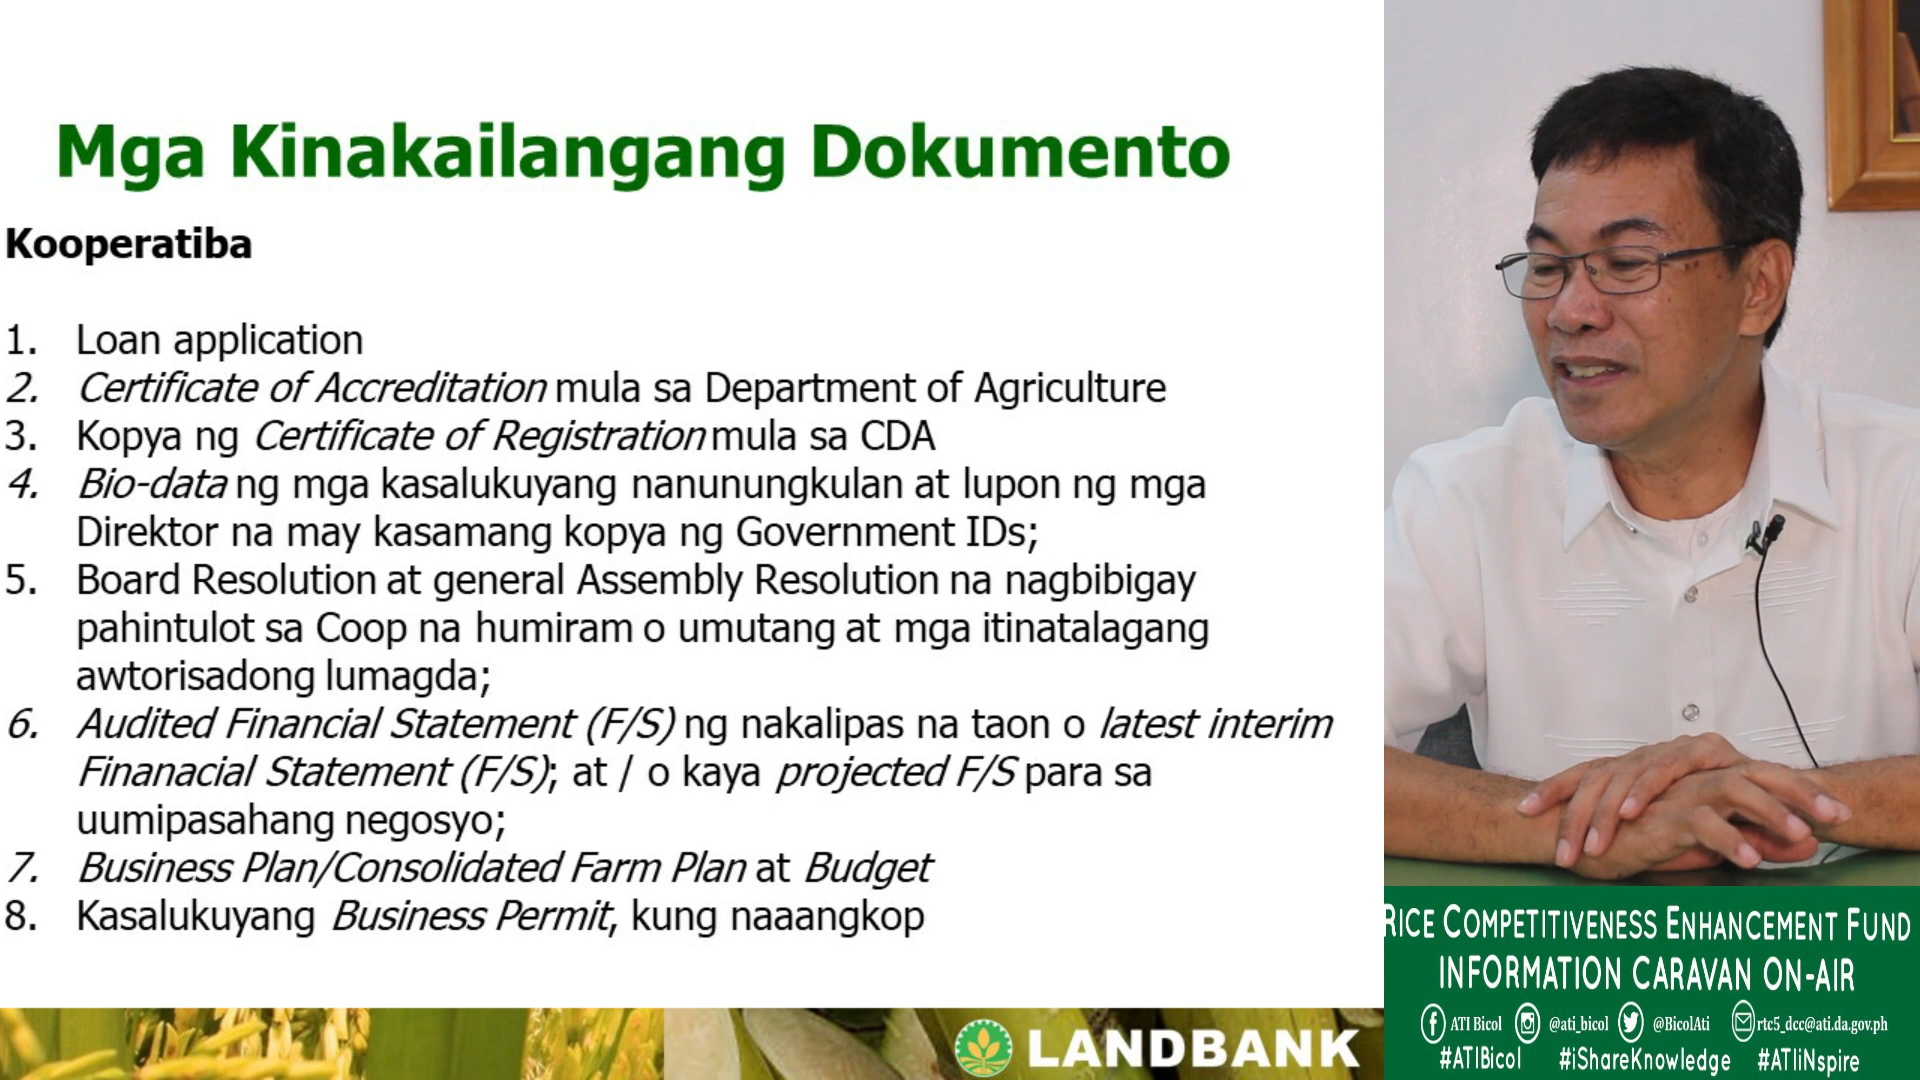 Mga Kinakailangang Dokumento
Kooperatiba
1. Loan application
2. Certificate of Accreditation mula sa Department of Agriculture
3. Kopya ng Certificate of Registration mula sa CDA
4. Bio-data ng mga kasalukuyang nanunungkulan at lupon ng mga
Direktor na may kasamang kopya ng Government IDs;
5. Board Resolution at general Assembly Resolution na nagbibigay
pahintulot sa Coop na humiram o umutang at mga itinatalagang
awtorisadong lumagda;
6. Audited Financial Statement (F/S) ng nakalipas na taon o latest interim
Finanacial Statement (F/S); at / o kaya projected F/S para sa
uumipasahang negosyo;
7. Business Plan/Consolidated Farm Plan at Budget
8. Kasalukuyang Business Permit, kung naaangkop
LANDBANK
RICE COMPETITIVENESS ENHANCEMENT FUND
INFORMATION CARAVAN ON-AIR
ATI Bicol @ati_bicol @BicolAti rtc5_dcc@ati.da.gov.ph
#ATIBicol #iShareKnowledge #ATIiNspire